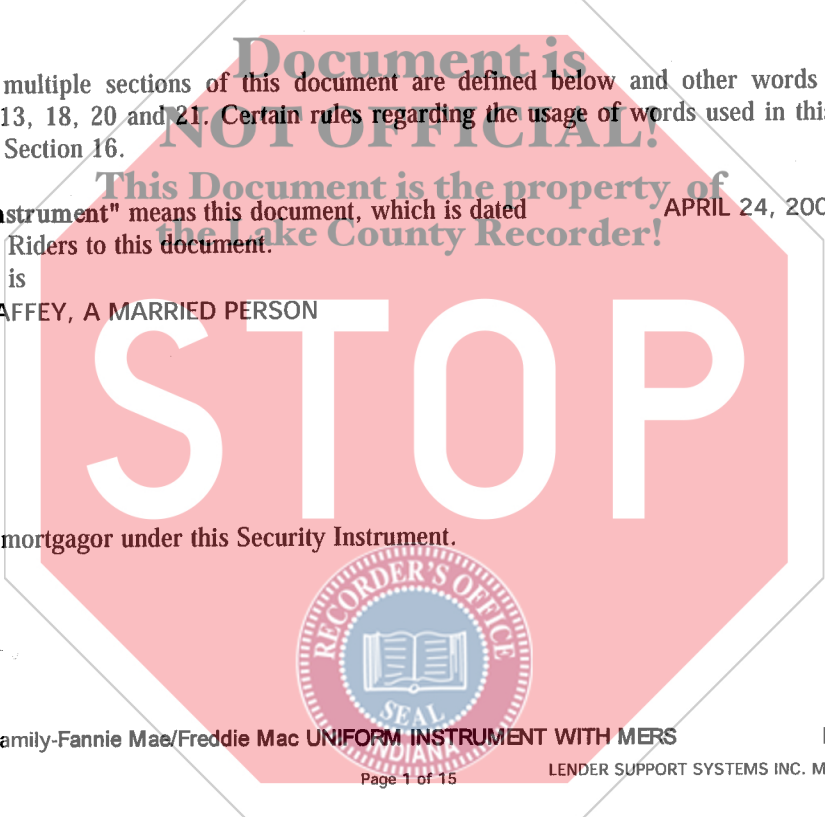 Document is
multiple sections of this document are defined below and other words
13, 18, 20 and 21. Certain rules regarding the usage of words used in this
NOT OFFICIAL!
Section 16.
This Document is the property of
strument" means this document, which is dated APRIL 24, 200
the Lake County Recorder!
Riders to this document.
is
AFFEY, A MARRIED PERSON
STOP
mortgagor under this Security Instrument.
RECORDER'S OFFICE
SEAL
INDIANA
amily-Fannie Mae/Freddie Mac UNIFORM INSTRUMENT WITH MERS
Page 1 of 15
LENDER SUPPORT SYSTEMS INC. M